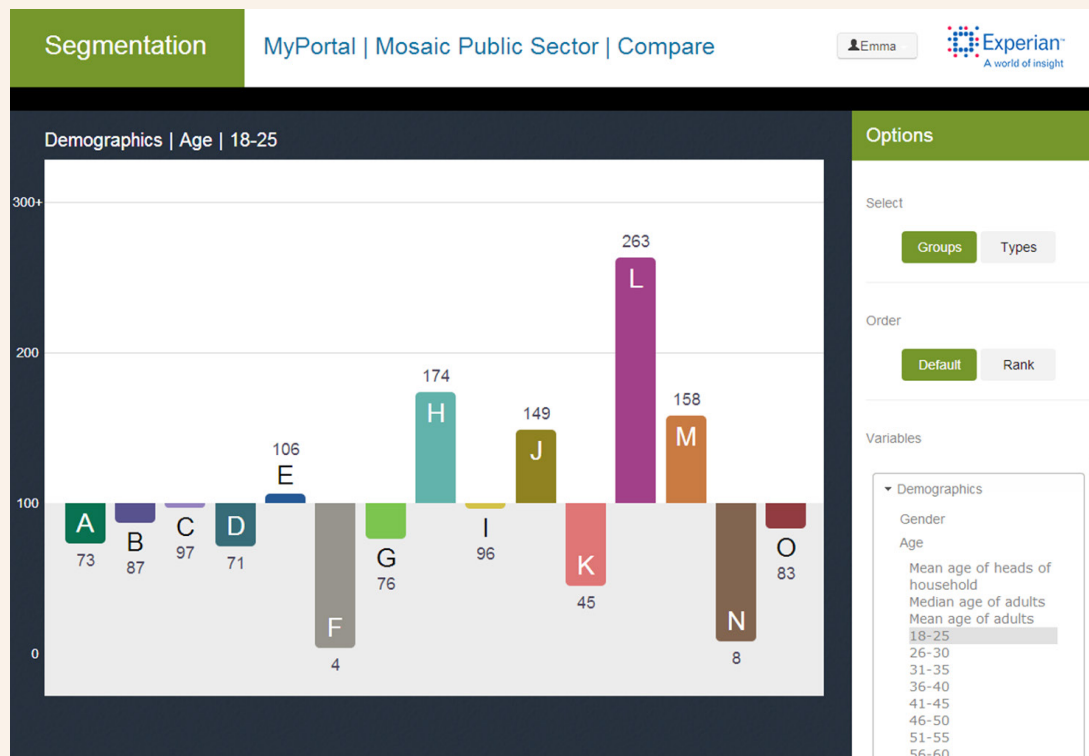 Segmentation
MyPortal | Mosaic Public Sector | Compare
Emma
Experian™
A world of insight
Demographics | Age | 18-25
300+
200
100
0
A
73
B
87
C
97
D
71
106
E
F
4
G
76
174
H
I
96
149
J
K
45
263
L
158
M
N
8
O
83
Options
Select
Groups Types
Order
Default Rank
Variables
Demographics
Gender
Age
Mean age of heads of
household
Median age of adults
Mean age of adults
18-25
26-30
31-35
36-40
41-45
46-50
51-55
56-60